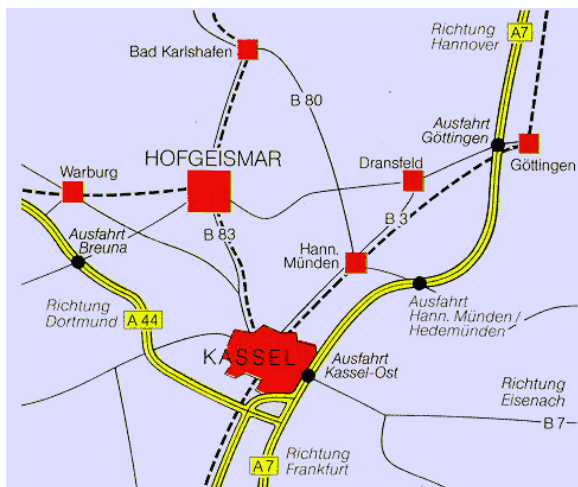 Richtung
Hannover
A7
Bad Karlshafen
B 80
Ausfahrt
Göttingen
HOFGEISMAR
Warburg
Dransfeld
Göttingen
B 3
Ausfahrt
Breuna
B 83
Hann.
Münden
Richtung
Dortmund
A 44
Ausfahrt
Hann. Münden /
Hedemünden
KASSEL
Ausfahrt
Kassel-Ost
Richtung
Eisenach
B 7
A7
Richtung
Frankfurt